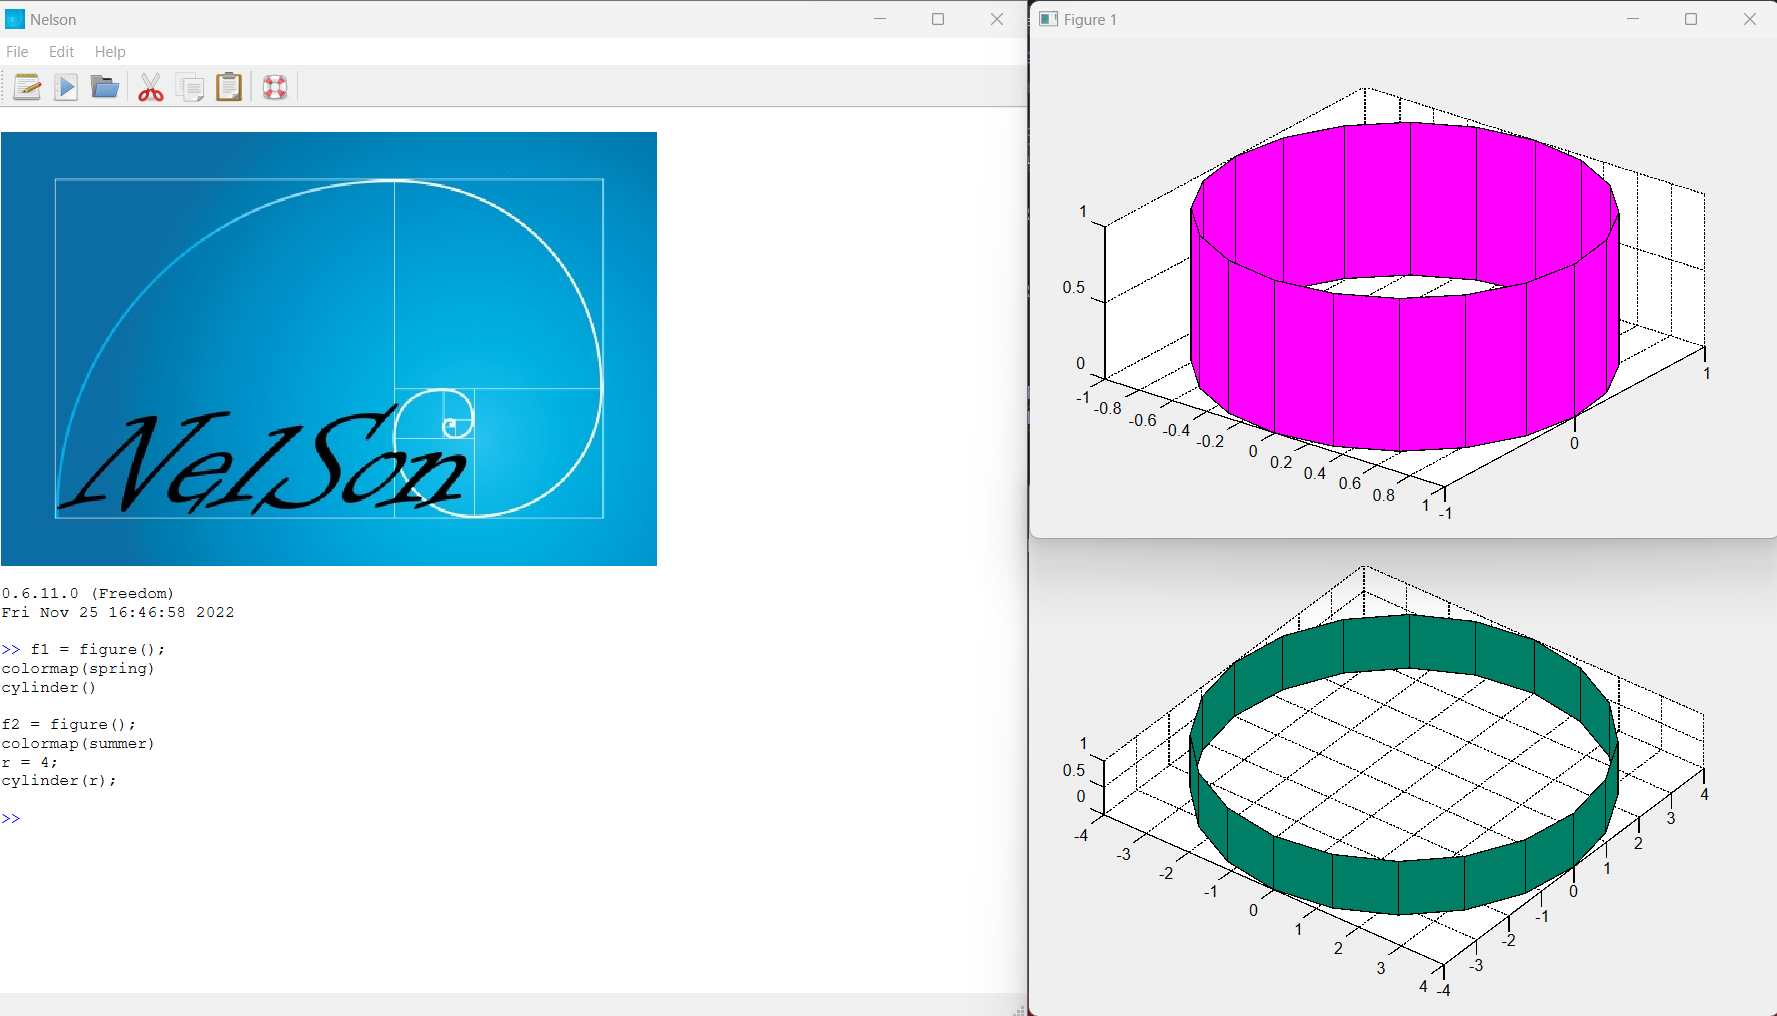 Nelson
File Edit Help
NelSon
0.6.11.0 (Freedom)
Fri Nov 25 16:46:58 2022
>> f1 = figure();
colormap(spring)
cylinder()
f2 = figure();
colormap(summer)
r = 4;
cylinder(r);
>>
Figure 1
1
0.5
0
-1 -0.8 -0.6 -0.4 -0.2 0 0.2 0.4 0.6 0.8 1
-1 0 1
1
0.5
0
-4 -3 -2 -1 0 1 2 3 4
-4 -3 -2 -1 0 1 2 3 4